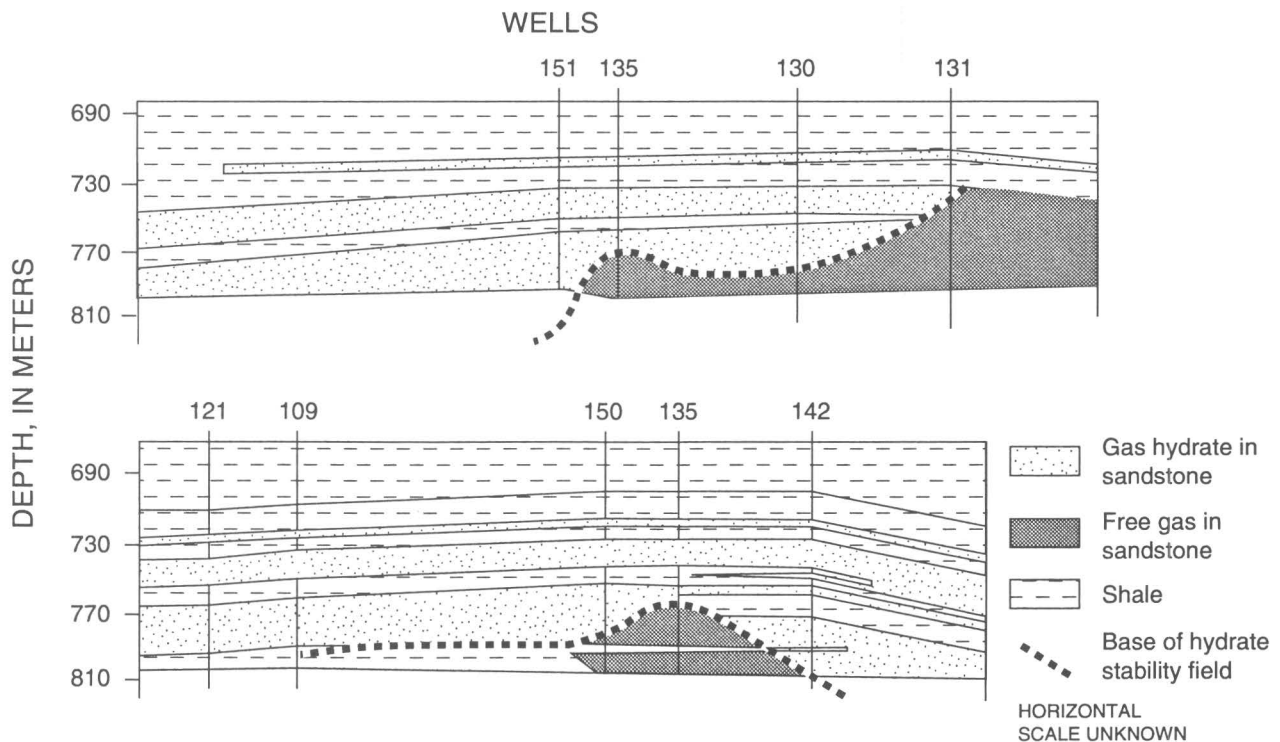 WELLS
151 135 130 131
690
730
770
810
DEPTH, IN METERS
121 109 150 135 142
690
730
770
810
Gas hydrate in
sandstone
Free gas in
sandstone
Shale
Base of hydrate
stability field
HORIZONTAL
SCALE UNKNOWN